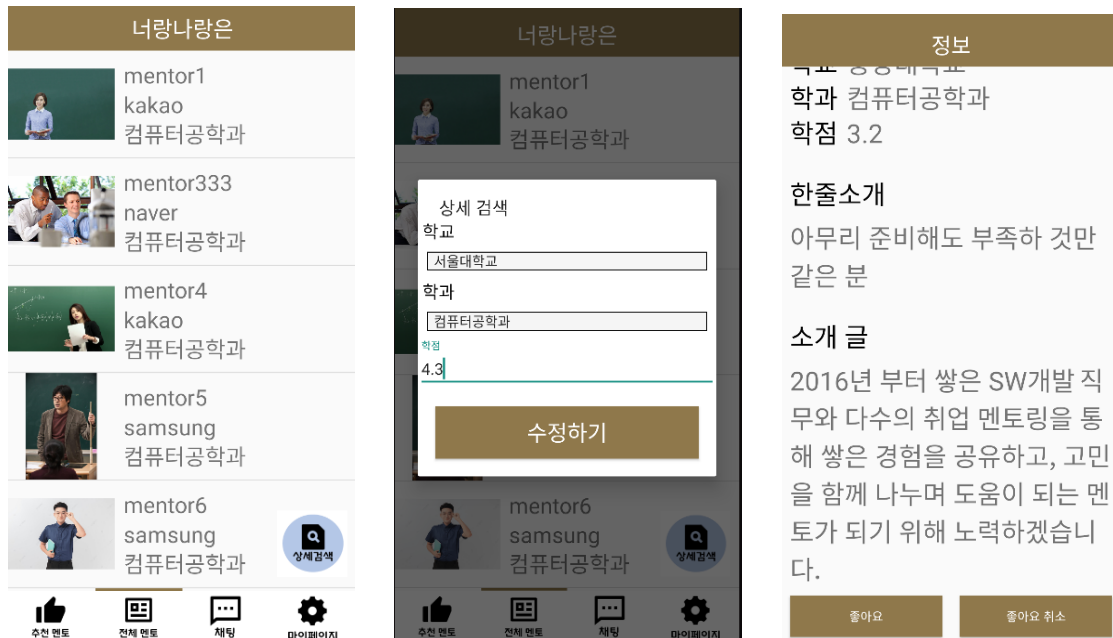 너랑나랑은
mentor1
kakao
컴퓨터공학과
mentor333
naver
컴퓨터공학과
mentor4
kakao
컴퓨터공학과
mentor5
samsung
컴퓨터공학과
mentor6
samsung
컴퓨터공학과
상세검색
추천 멘토
전체 멘토
채팅
마이페이지
너랑나랑은
mentor1
kakao
컴퓨터공학과
상세 검색
학교
서울대학교
학과
컴퓨터공학과
학점
4.3
수정하기
mentor6
samsung
컴퓨터공학과
상세검색
추천 멘토
전체 멘토
채팅
마이페이지
정보
학과 컴퓨터공학과
학점 3.2
한줄소개
아무리 준비해도 부족하 것만
같은 분
소개 글
2016년 부터 쌓은 SW개발 직
무와 다수의 취업 멘토링을 통
해 쌓은 경험을 공유하고, 고민
을 함께 나누며 도움이 되는 멘
토가 되기 위해 노력하겠습니
다.
좋아요
좋아요 취소